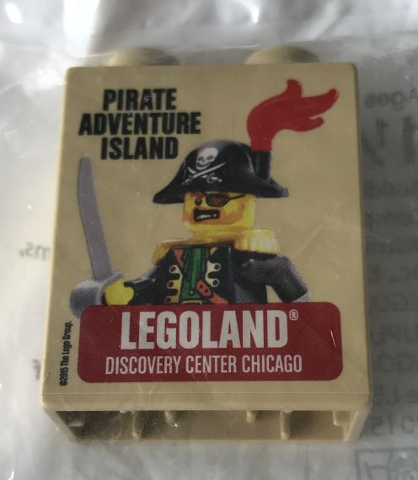 PIRATE
ADVENTURE
ISLAND
LEGOLAND®
DISCOVERY CENTER CHICAGO
©2015 The Lego Group.